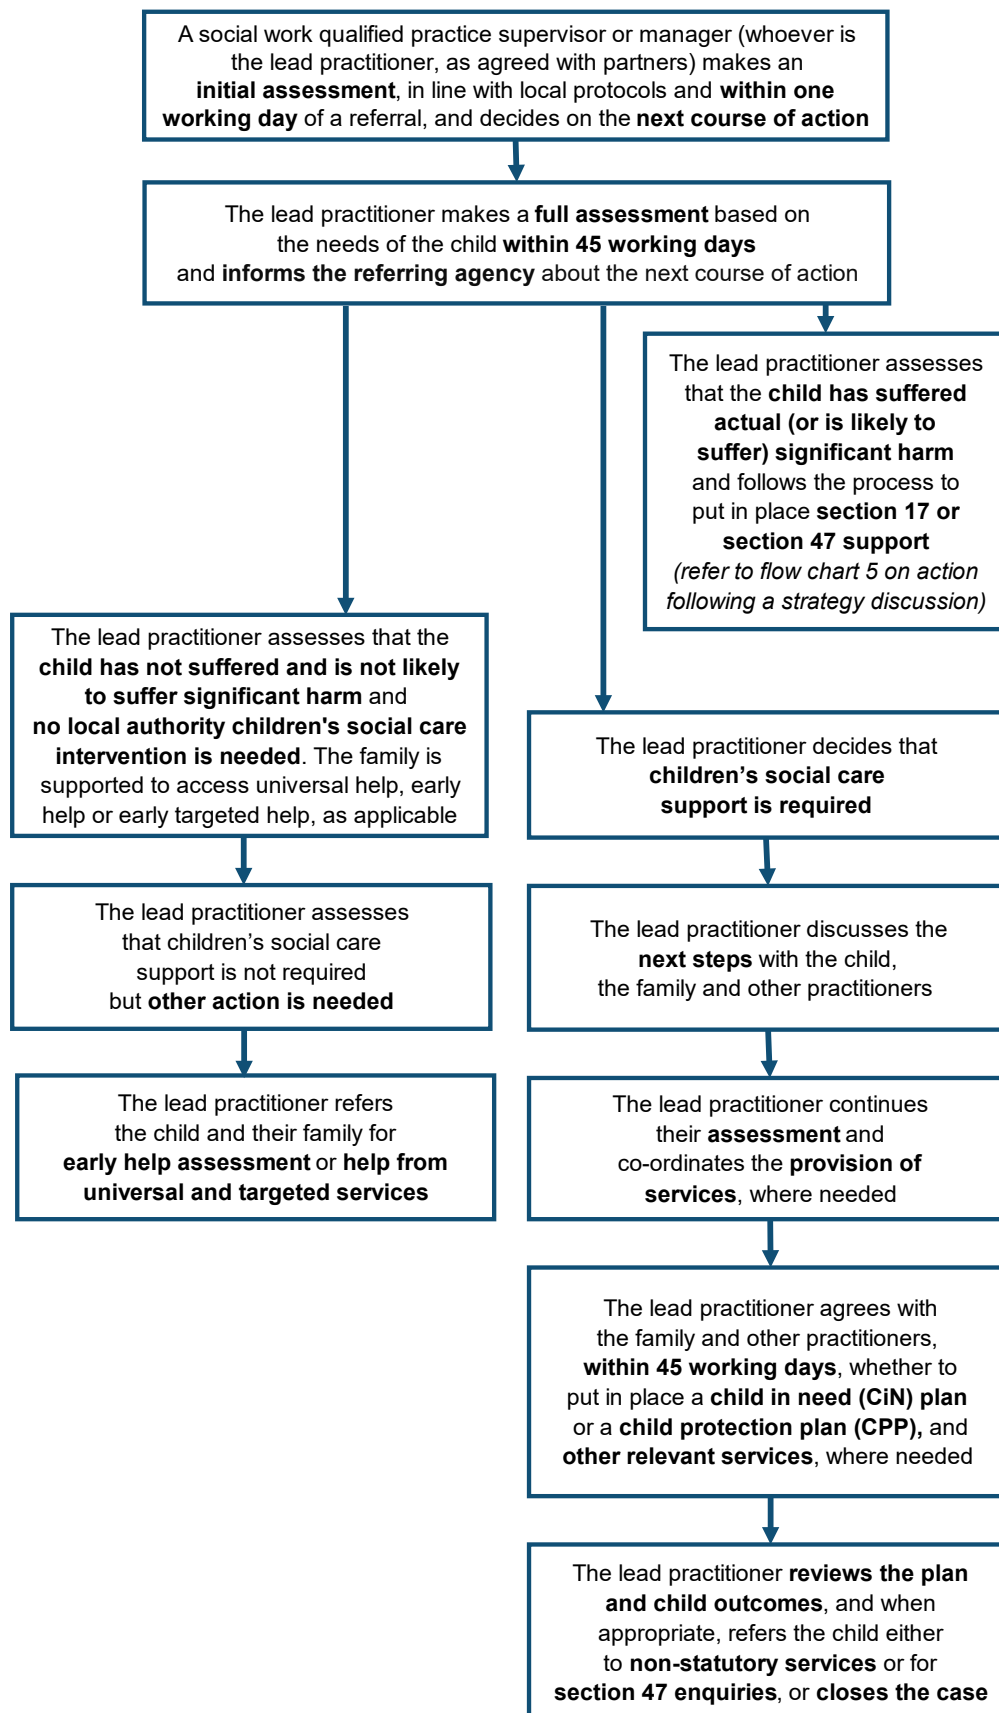 A social work qualified practice supervisor or manager (whoever is
the lead practitioner, as agreed with partners) makes an
initial assessment, in line with local protocols and within one
working day of a referral, and decides on the next course of action
The lead practitioner makes a full assessment based on
the needs of the child within 45 working days
and informs the referring agency about the next course of action
The lead practitioner assesses
that the child has suffered
actual (or is likely to
suffer) significant harm
and follows the process to
put in place section 17 or
section 47 support
(refer to flow chart 5 on action
following a strategy discussion)
The lead practitioner assesses that the
child has not suffered and is not likely
to suffer significant harm and
no local authority children's social care
intervention is needed. The family is
supported to access universal help, early
help or early targeted help, as applicable
The lead practitioner assesses
that children’s social care
support is not required
but other action is needed
The lead practitioner refers
the child and their family for
early help assessment or help from
universal and targeted services
The lead practitioner decides that
children’s social care
support is required
The lead practitioner discusses the
next steps with the child,
the family and other practitioners
The lead practitioner continues
their assessment and
co-ordinates the provision of
services, where needed
The lead practitioner agrees with
the family and other practitioners,
within 45 working days, whether to
put in place a child in need (CiN) plan
or a child protection plan (CPP), and
other relevant services, where needed
The lead practitioner reviews the plan
and child outcomes, and when
appropriate, refers the child either
to non-statutory services or for
section 47 enquiries, or closes the case